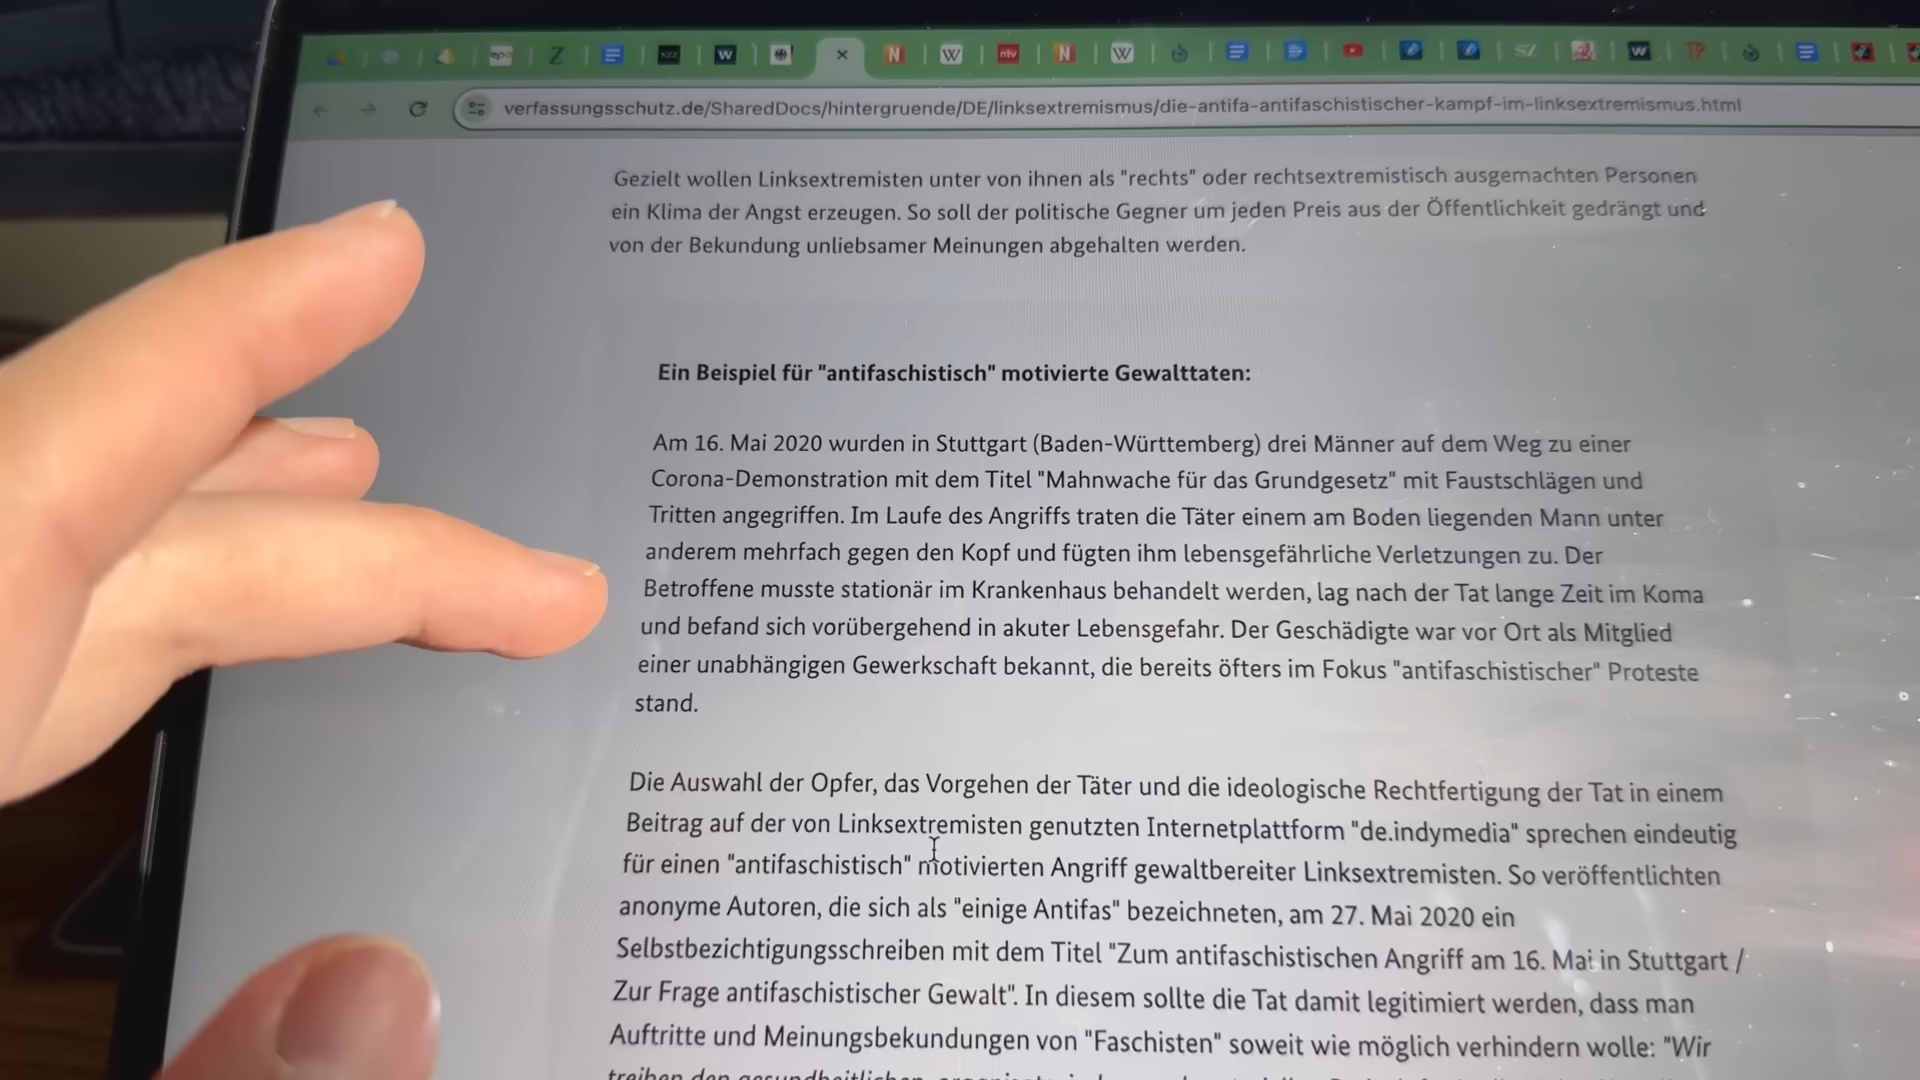 verfassungsschutz.de/SharedDocs/hintergruende/DE/linksextremismus/die-antifa-antifaschistischer-kampf-im-linksextremismus.html
Gezielt wollen Linksextremisten unter von ihnen als "rechts" oder rechtsextremistisch ausgemachten Personen
ein Klima der Angst erzeugen. So soll der politische Gegner um jeden Preis aus der Öffentlichkeit gedrängt und
von der Bekundung unliebsamer Meinungen abgehalten werden.
Ein Beispiel für "antifaschistisch" motivierte Gewalttaten:
Am 16. Mai 2020 wurden in Stuttgart (Baden-Württemberg) drei Männer auf dem Weg zu einer
Corona-Demonstration mit dem Titel "Mahnwache für das Grundgesetz" mit Faustschlägen und
Tritten angegriffen. Im Laufe des Angriffs traten die Täter einem am Boden liegenden Mann unter
anderem mehrfach gegen den Kopf und fügten ihm lebensgefährliche Verletzungen zu. Der
Betroffene musste stationär im Krankenhaus behandelt werden, lag nach der Tat lange Zeit im Koma
und befand sich vorübergehend in akuter Lebensgefahr. Der Geschädigte war vor Ort als Mitglied
einer unabhängigen Gewerkschaft bekannt, die bereits öfters im Fokus "antifaschistischer" Proteste
stand.
Die Auswahl der Opfer, das Vorgehen der Täter und die ideologische Rechtfertigung der Tat in einem
Beitrag auf der von Linksextremisten genutzten Internetplattform "de.indymedia" sprechen eindeutig
für einen "antifaschistisch" motivierten Angriff gewaltbereiter Linksextremisten. So veröffentlichten
anonyme Autoren, die sich als "einige Antifas" bezeichneten, am 27. Mai 2020 ein
Selbstbezichtigungsschreiben mit dem Titel "Zum antifaschistischen Angriff am 16. Mai in Stuttgart /
Zur Frage antifaschistischer Gewalt". In diesem sollte die Tat damit legitimiert werden, dass man
Auftritte und Meinungsbekundungen von "Faschisten" soweit wie möglich verhindern wolle: "Wir
treiben den gesundheitlichen,